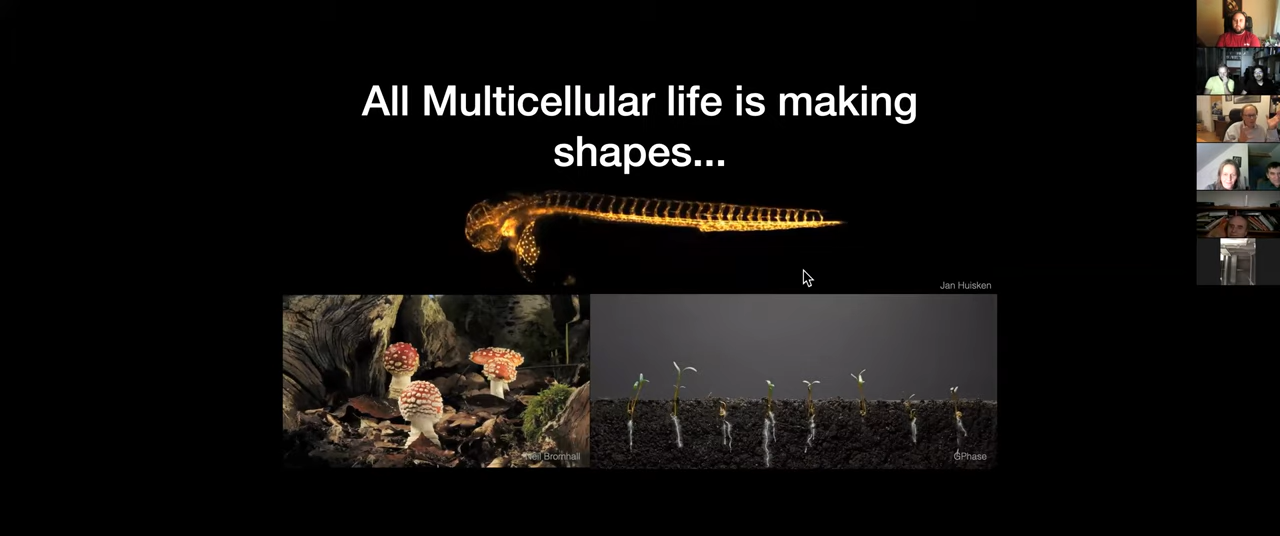 All Multicellular life is making
shapes...
Jan Huisken
Neil Bromhall
GPhase